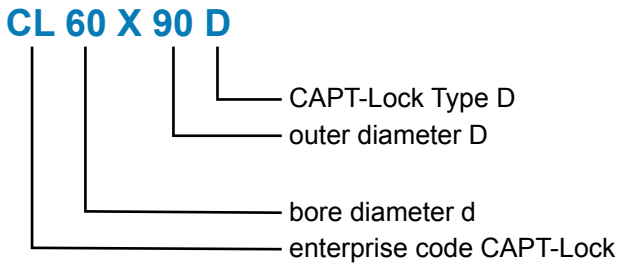 CL 60 X 90 D
CAPT-Lock Type D
outer diameter D
bore diameter d
enterprise code CAPT-Lock